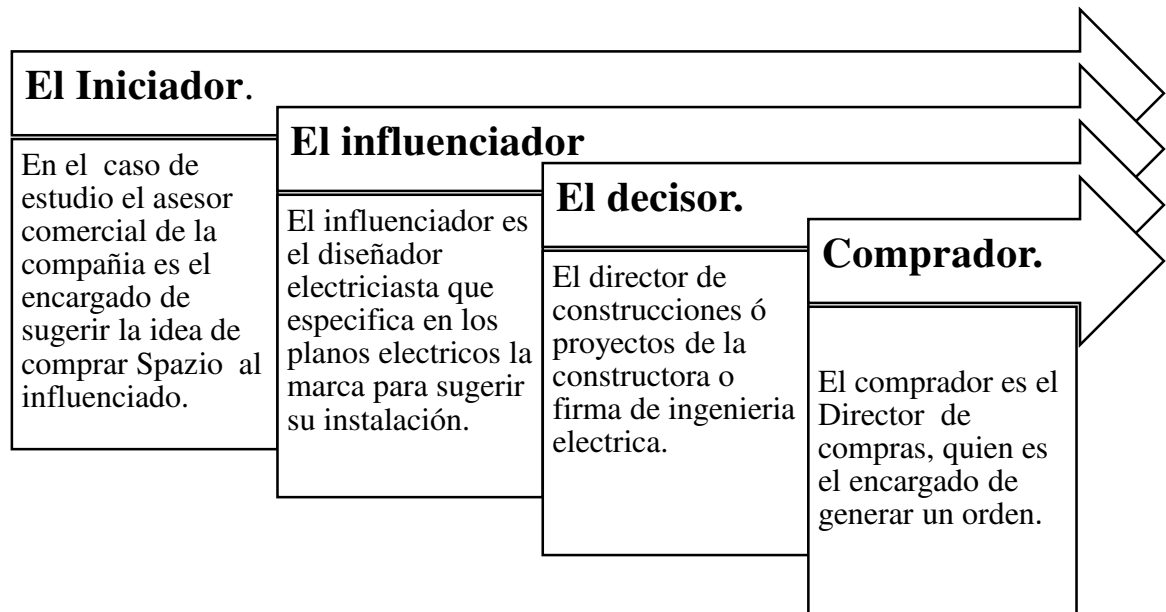 El Iniciador.
En el  caso de
estudio el asesor
comercial de la
compañia es el
encargado de
sugerir la idea de
comprar Spazio  al
influenciado.
El influenciador
El influenciador es
el diseñador
electriciasta que
especifica en los
planos electricos la
marca para sugerir
su instalación.
El decisor.
El director de
construcciones ó
proyectos de la
constructora o
firma de ingenieria
electrica.
Comprador.
El comprador es el
Director  de
compras, quien es
el encargado de
generar un orden.